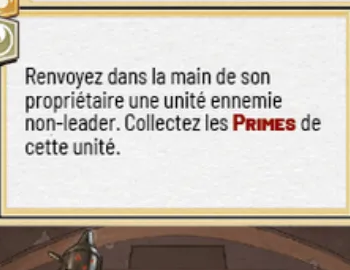 Renvoyez dans la main de son
propriétaire une unité ennemie
non-leader. Collectez les PRIMES de
cette unité.